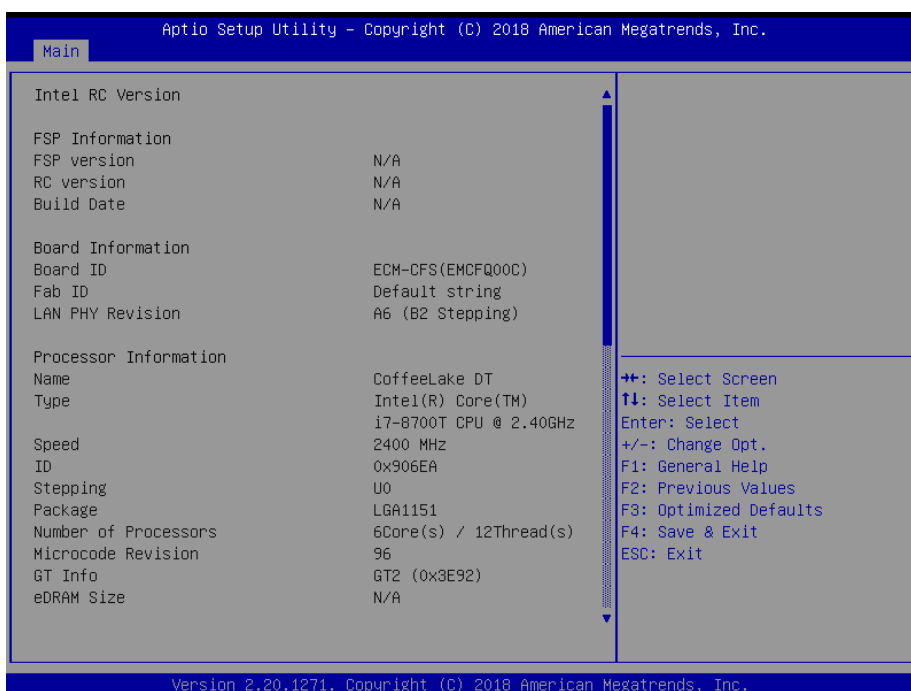 Aptio Setup Utility – Copyright (C) 2018 American Megatrends, Inc.
Main
Intel RC Version
FSP Information
FSP version N/A
RC version N/A
Build Date N/A
Board Information
Board ID ECM-CFS(EMCFQ00C)
Fab ID Default string
LAN PHY Revision A6 (B2 Stepping)
Processor Information
Name CoffeeLake DT
Type Intel(R) Core(TM)
i7-8700T CPU @ 2.40GHz
Speed 2400 MHz
ID 0x906EA
Stepping U0
Package LGA1151
Number of Processors 6Core(s) / 12Thread(s)
Microcode Revision 96
GT Info GT2 (0x3E92)
eDRAM Size N/A
→←: Select Screen
↑↓: Select Item
Enter: Select
+/-: Change Opt.
F1: General Help
F2: Previous Values
F3: Optimized Defaults
F4: Save & Exit
ESC: Exit
Version 2.20.1271. Copyright (C) 2018 American Megatrends, Inc.